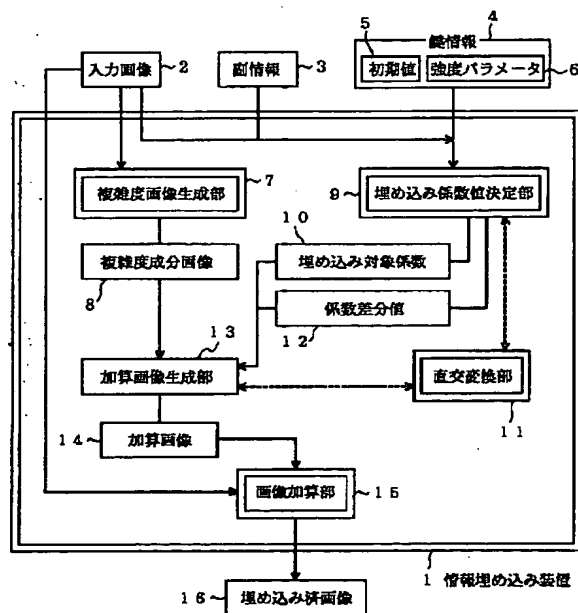 4
鍵情報
5
初期値
強度パラメータ
6
入力画像
2
副情報
3
複雑度画像生成部
7
9
埋め込み係数値決定部
10
埋め込み対象係数
複雑度成分画像
8
係数差分値
12
13
加算画像生成部
直交変換部
11
14
加算画像
画像加算部
15
1 情報埋め込み装置
16
埋め込み済画像